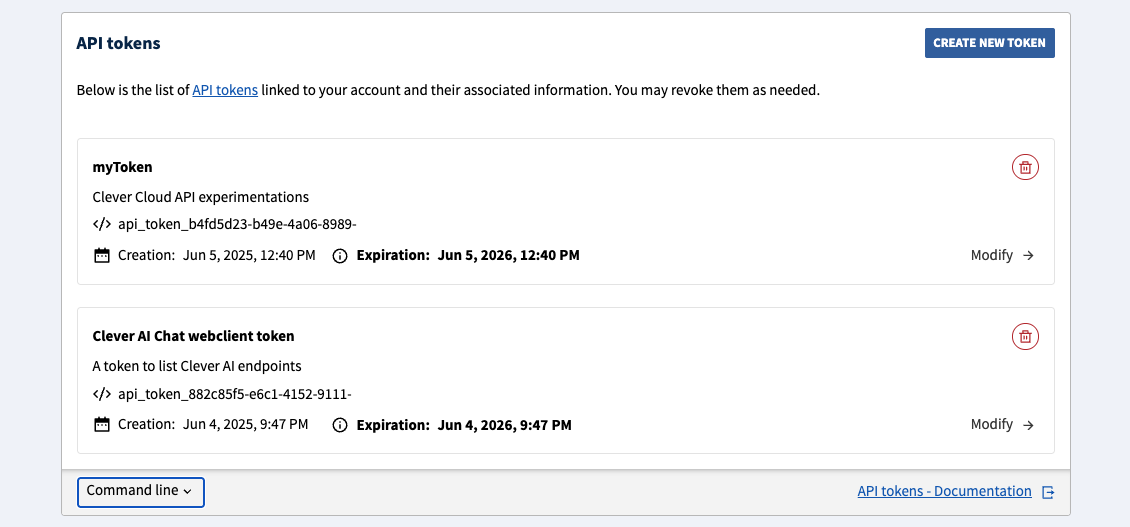 API tokens
CREATE NEW TOKEN
Below is the list of API tokens linked to your account and their associated information. You may revoke them as needed.
myToken
Clever Cloud API experimentations
</> api_token_b4fd5d23-b49e-4a06-8989-
Creation: Jun 5, 2025, 12:40 PM Expiration: Jun 5, 2026, 12:40 PM Modify →
Clever AI Chat webclient token
A token to list Clever AI endpoints
</> api_token_882c85f5-e6c1-4152-9111-
Creation: Jun 4, 2025, 9:47 PM Expiration: Jun 4, 2026, 9:47 PM Modify →
Command line
API tokens - Documentation